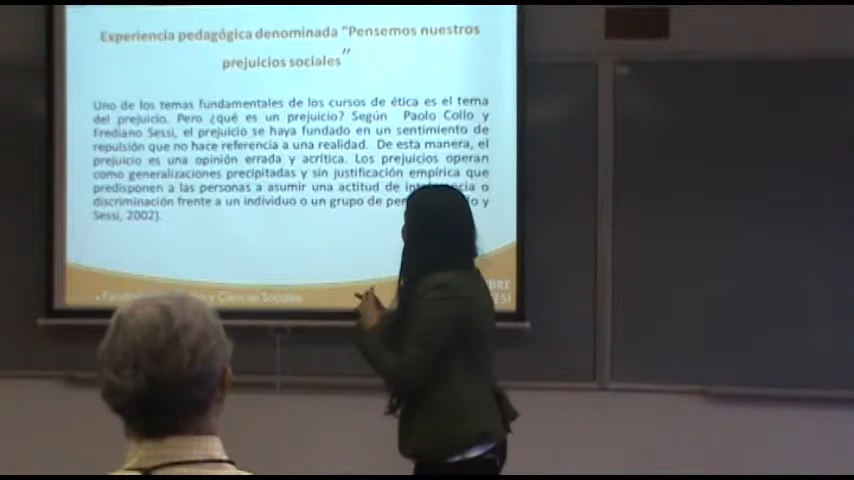 Experiencia pedagógica denominada "Pensemos nuestros
prejuicios sociales"
Uno de los temas fundamentales de los cursos de ética es el tema
del prejuicio. Pero ¿qué es un prejuicio? Según Paolo Collo y
Frediano Sessi, el prejuicio se haya fundado en un sentimiento de
repulsión que no hace referencia a una realidad. De esta manera, el
prejuicio es una opinión errada y acrítica. Los prejuicios operan
como generalizaciones precipitadas y sin justificación empírica que
predisponen a las personas a asumir una actitud de o
discriminación frente a un individuo o un grupo de y
Sessi, 2002).
y Ciencias Sociales